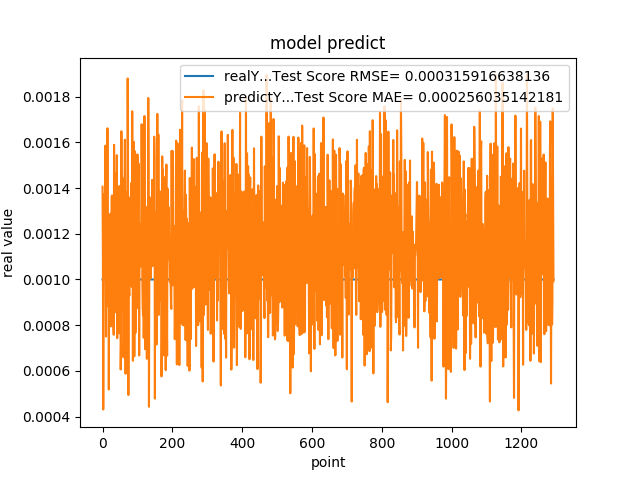 model predict
realY...Test Score RMSE= 0.000315916638136
predictY...Test Score MAE= 0.000256035142181
0.0018
0.0016
0.0014
0.0012
0.0010
0.0008
0.0006
0.0004
real value
0 200 400 600 800 1000 1200
point